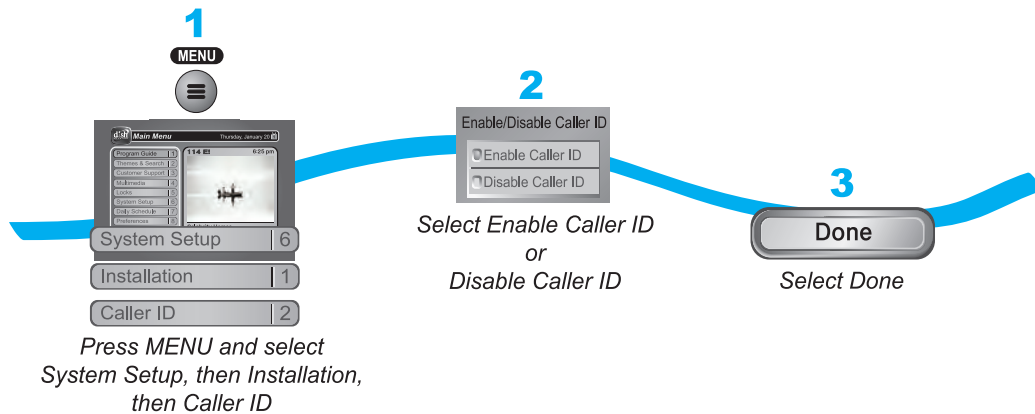 1
MENU
dish
Main Menu
Thursday, January 20
Program Guide 1
Themes & Search 2
Customer Support 3
Multimedia 4
Locks 5
System Setup 6
Daily Schedule 7
Preferences 8
114
6:25 pm
System Setup 6
Installation 1
Caller ID 2
Press MENU and select
System Setup, then Installation,
then Caller ID
2
Enable/Disable Caller ID
Enable Caller ID
Disable Caller ID
Select Enable Caller ID
or
Disable Caller ID
3
Done
Select Done